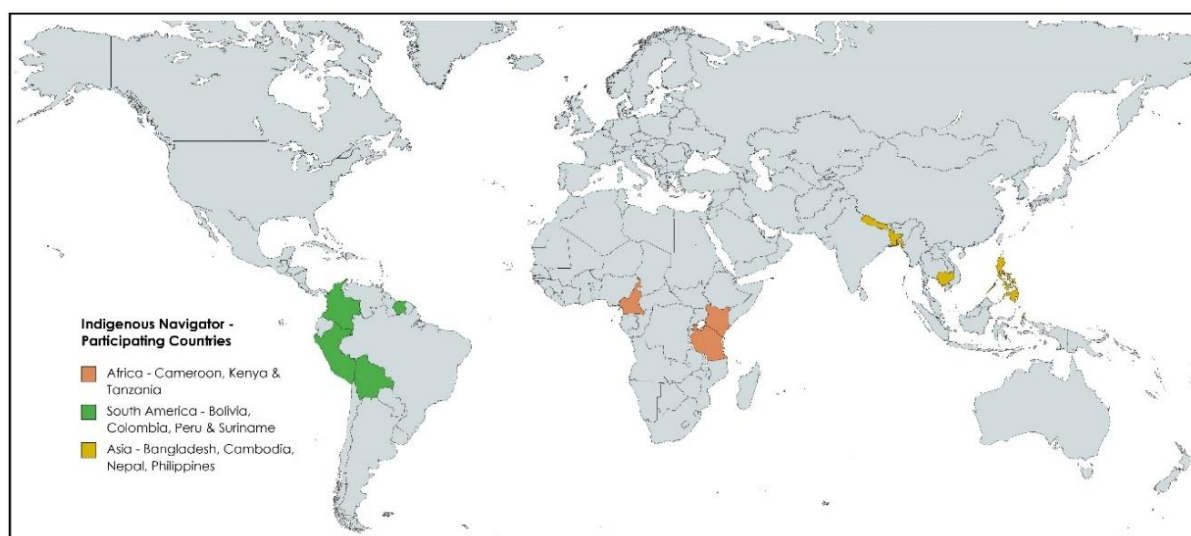 Indigenous Navigator -
Participating Countries
Africa - Cameroon, Kenya &
Tanzania
South America - Bolivia,
Colombia, Peru & Suriname
Asia - Bangladesh, Cambodia,
Nepal, Philippines